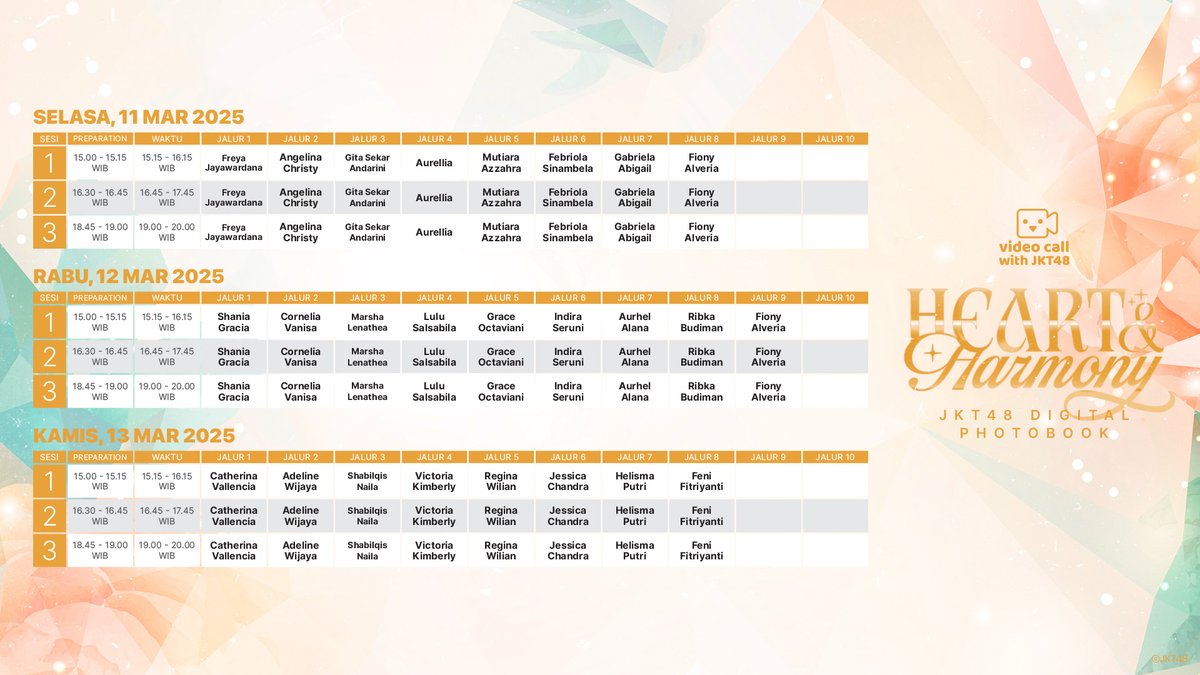 SELASA, 11 MAR 2025
SESI PREPARATION WAKTU JALUR 1 JALUR 2 JALUR 3 JALUR 4 JALUR 5 JALUR 6 JALUR 7 JALUR 8 JALUR 9 JALUR 10
1 15.00 - 15.15 WIB 15.15 - 16.15 WIB Freya Jayawardana Angelina Christy Gita Sekar Andarini Aurellia Mutiara Azzahra Febriola Sinambela Gabriela Abigail Fiony Alveria
2 16.30 - 16.45 WIB 16.45 - 17.45 WIB Freya Jayawardana Angelina Christy Gita Sekar Andarini Aurellia Mutiara Azzahra Febriola Sinambela Gabriela Abigail Fiony Alveria
3 18.45 - 19.00 WIB 19.00 - 20.00 WIB Freya Jayawardana Angelina Christy Gita Sekar Andarini Aurellia Mutiara Azzahra Febriola Sinambela Gabriela Abigail Fiony Alveria
RABU, 12 MAR 2025
SESI PREPARATION WAKTU JALUR 1 JALUR 2 JALUR 3 JALUR 4 JALUR 5 JALUR 6 JALUR 7 JALUR 8 JALUR 9 JALUR 10
1 15.00 - 15.15 WIB 15.15 - 16.15 WIB Shania Gracia Cornelia Vanisa Marsha Lenathea Lulu Salsabila Grace Octaviani Indira Seruni Aurhel Alana Ribka Budiman Fiony Alveria
2 16.30 - 16.45 WIB 16.45 - 17.45 WIB Shania Gracia Cornelia Vanisa Marsha Lenathea Lulu Salsabila Grace Octaviani Indira Seruni Aurhel Alana Ribka Budiman Fiony Alveria
3 18.45 - 19.00 WIB 19.00 - 20.00 WIB Shania Gracia Cornelia Vanisa Marsha Lenathea Lulu Salsabila Grace Octaviani Indira Seruni Aurhel Alana Ribka Budiman Fiony Alveria
KAMIS, 13 MAR 2025
SESI PREPARATION WAKTU JALUR 1 JALUR 2 JALUR 3 JALUR 4 JALUR 5 JALUR 6 JALUR 7 JALUR 8 JALUR 9 JALUR 10
1 15.00 - 15.15 WIB 15.15 - 16.15 WIB Catherina Vallencia Adeline Wijaya Shabilqis Naila Victoria Kimberly Regina Wilian Jessica Chandra Helisma Putri Feni Fitriyanti
2 16.30 - 16.45 WIB 16.45 - 17.45 WIB Catherina Vallencia Adeline Wijaya Shabilqis Naila Victoria Kimberly Regina Wilian Jessica Chandra Helisma Putri Feni Fitriyanti
3 18.45 - 19.00 WIB 19.00 - 20.00 WIB Catherina Vallencia Adeline Wijaya Shabilqis Naila Victoria Kimberly Regina Wilian Jessica Chandra Helisma Putri Feni Fitriyanti
video call
with JKT48
HEART &
Harmony
JKT48 DIGITAL
PHOTOBOOK
©JKT48